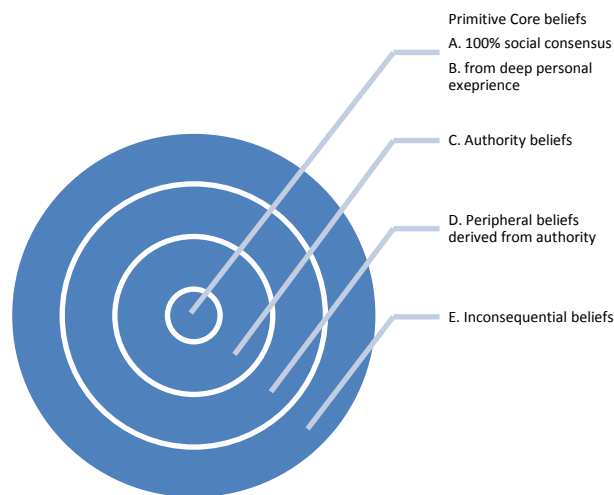 Primitive Core beliefs
A. 100% social consensus
B. from deep personal
exeprience
C. Authority beliefs
D. Peripheral beliefs
derived from authority
E. Inconsequential beliefs